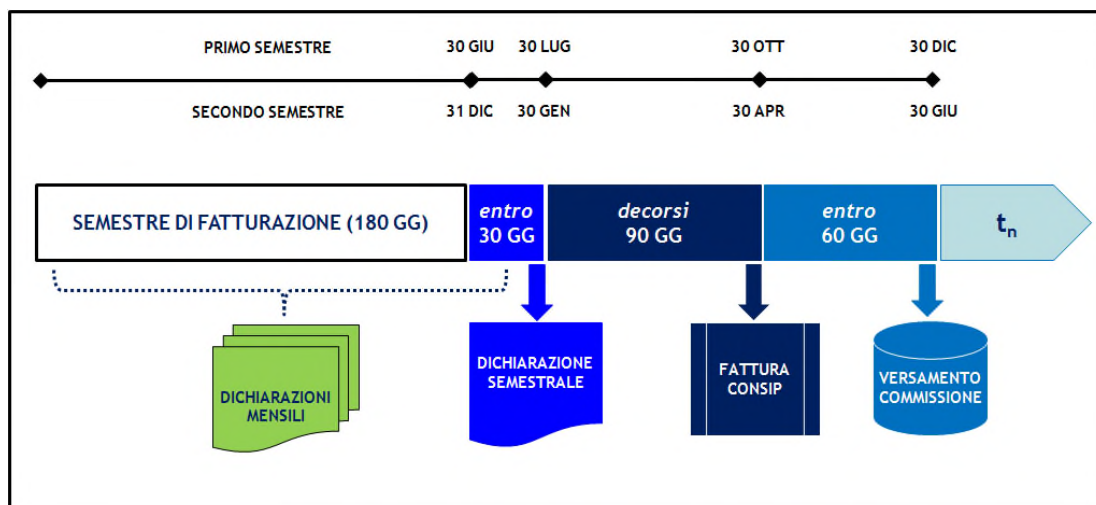 PRIMO SEMESTRE
30 GIU
30 LUG
30 OTT
30 DIC
SECONDO SEMESTRE
31 DIC
30 GEN
30 APR
30 GIU
SEMESTRE DI FATTURAZIONE (180 GG)
entro
30 GG
decorsi
90 GG
entro
60 GG
tn
DICHIARAZIONI
MENSILI
DICHIARAZIONE
SEMESTRALE
FATTURA
CONSIP
VERSAMENTO
COMMISSIONE